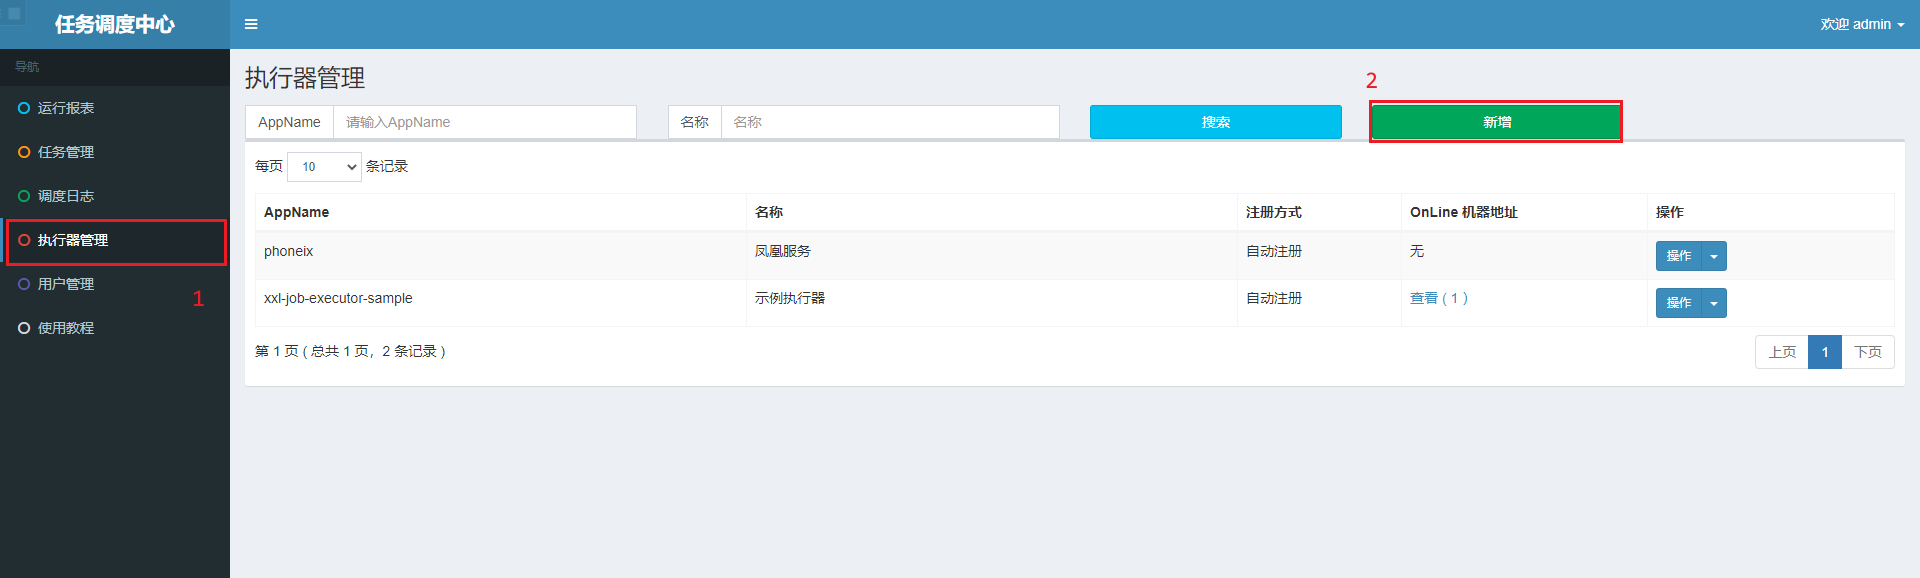 任务调度中心
欢迎 admin
导航
运行报表
任务管理
调度日志
执行器管理
用户管理
1
使用教程
执行器管理
2
AppName 请输入AppName 名称 名称 搜索 新增
每页 10 条记录
AppName 名称 注册方式 OnLine 机器地址 操作
phoneix 凤凰服务 自动注册 无 操作
xxl-job-executor-sample 示例执行器 自动注册 查看 ( 1 ) 操作
第 1 页 ( 总共 1 页，2 条记录 ) 上页 1 下页